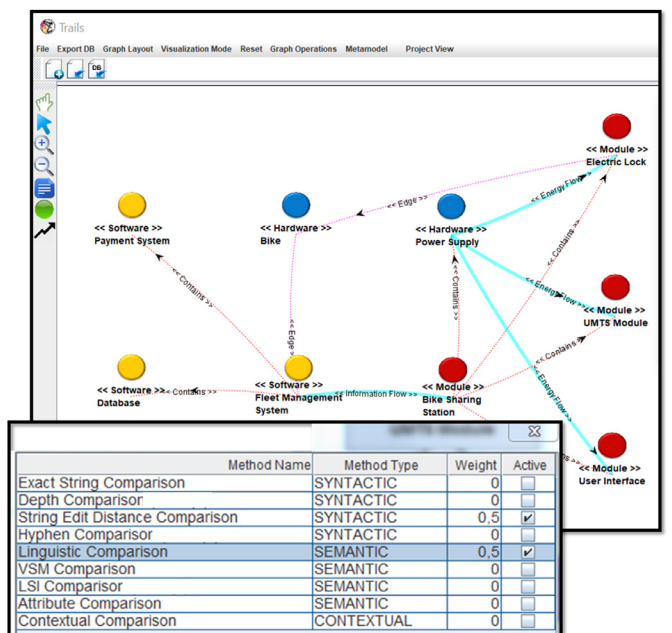 Trails
File Export DB Graph Layout Visualization Mode Reset Graph Operations Metamodel Project View
DB
<< Module >>
Electric Lock
<< Energy Flow >>
<< Edge >>
<< Software >>
Payment System
<< Hardware >>
Bike
<< Hardware >>
Power Supply
<< Contains >>
<< Contains >>
<< Contains >>
<< Energy Flow >>
<< Module >>
UMTS Module
<< Edge >>
<< Contains >>
<< Energy Flow >>
<< Software >>
Database
<< Contains >>
<< Software >>
Fleet Management
System
<< Information Flow >>
<< Module >>
Bike Sharing
Station
<< Module >>
User Interface
UMTS Module
Method Name Method Type Weight Active
Exact String Comparison SYNTACTIC 0
Depth Comparison SYNTACTIC 0
String Edit Distance Comparison SYNTACTIC 0,5
Hyphen Comparisor SYNTACTIC 0
Linguistic Comparison SEMANTIC 0,5
VSM Comparison SEMANTIC 0
LSI Comparisor SEMANTIC 0
Attribute Comparison SEMANTIC 0
Contextual Comparison CONTEXTUAL 0